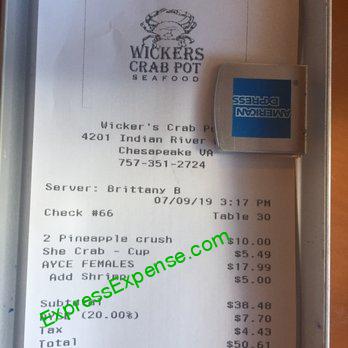 WICKERS
CRAB POT
SEAFOOD
AMERICAN
EXPRESS
Wicker's Crab
4201 Indian River
Chesapeake VA
757-351-2724
Server: Brittany B
07/09/19 3:17 PM
Check #66 Table 30
2 Pineapple crush $10.00
She Crab - Cup $5.49
AYCE FEMALES $17.99
Add Shrimp $5.00
ExpressExpense.com
Subtotal $38.48
(20.00%) $7.70
Tax $4.43
Total $50.61